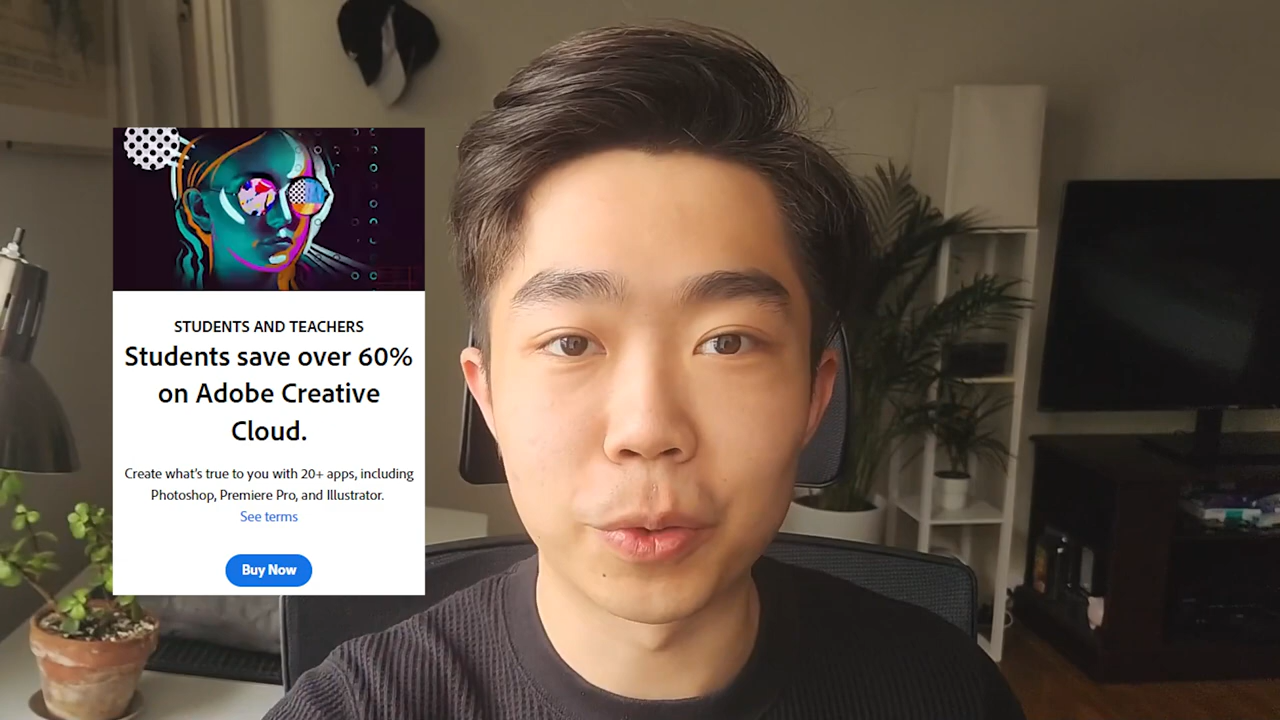 STUDENTS AND TEACHERS
Students save over 60%
on Adobe Creative
Cloud.
Create what's true to you with 20+ apps, including
Photoshop, Premiere Pro, and Illustrator.
See terms
Buy Now